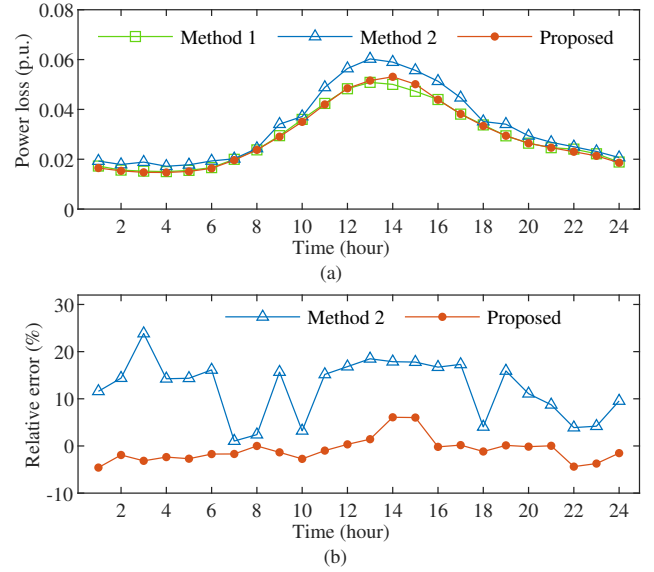 Method 1 Method 2 Proposed
Power loss (p.u.)
0.06
0.04
0.02
0
2 4 6 8 10 12 14 16 18 20 22 24
Time (hour)
(a)
Method 2 Proposed
Relative error (%)
30
20
10
0
-10
2 4 6 8 10 12 14 16 18 20 22 24
Time (hour)
(b)